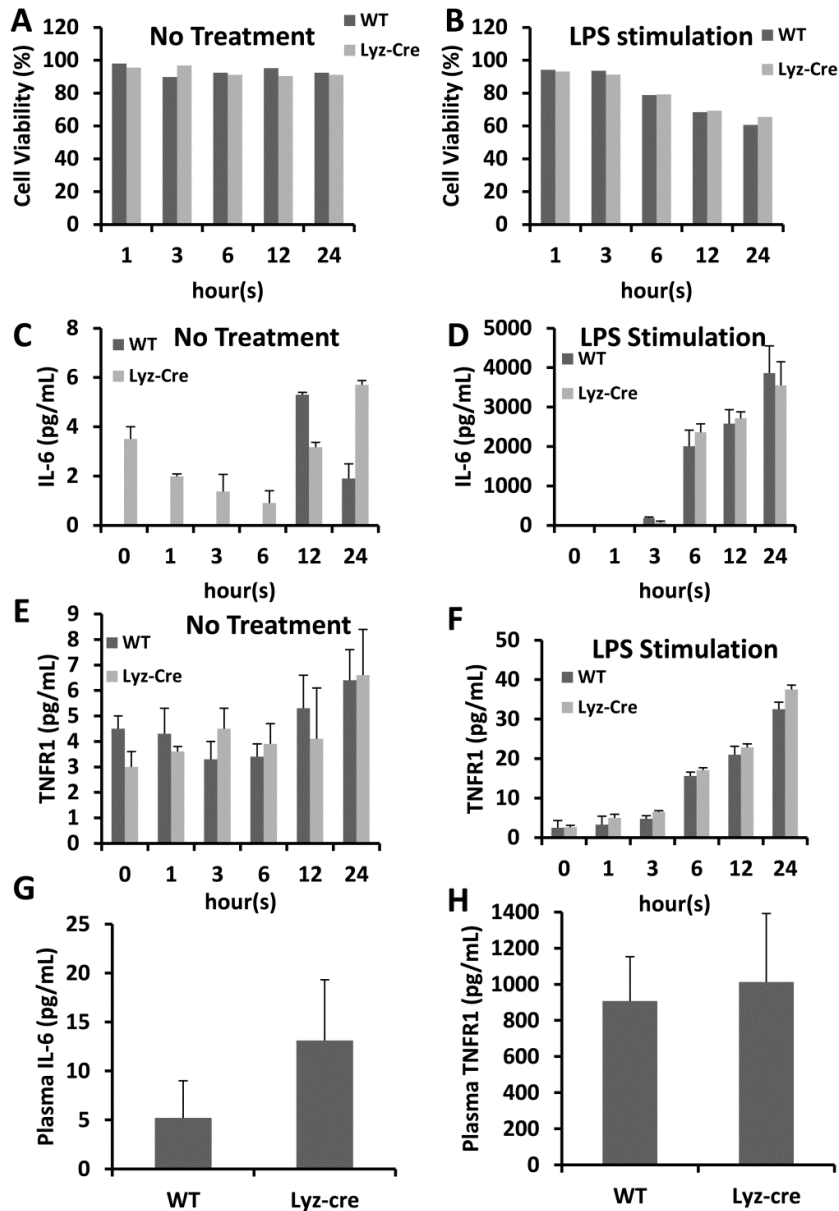 A
No Treatment
WT
Lyz-Cre
Cell Viability (%)
120
100
80
60
40
20
0
1 3 6 12 24
hour(s)
B
LPS stimulation
WT
Lyz-Cre
Cell Viability (%)
120
100
80
60
40
20
0
1 3 6 12 24
hour(s)
C
No Treatment
WT
Lyz-Cre
IL-6 (pg/mL)
8
6
4
2
0
0 1 3 6 12 24
hour(s)
D
LPS Stimulation
WT
Lyz-Cre
IL-6 (pg/mL)
5000
4000
3000
2000
1000
0
0 1 3 6 12 24
hour(s)
E
No Treatment
WT
Lyz-Cre
TNFR1 (pg/mL)
9
8
7
6
5
4
3
2
1
0
0 1 3 6 12 24
hour(s)
F
LPS Stimulation
WT
Lyz-Cre
TNFR1 (pg/mL)
50
40
30
20
10
0
0 1 3 6 12 24
hour(s)
G
Plasma IL-6 (pg/mL)
25
20
15
10
5
0
WT Lyz-cre
H
Plasma TNFR1 (pg/mL)
1400
1200
1000
800
600
400
200
0
WT Lyz-cre